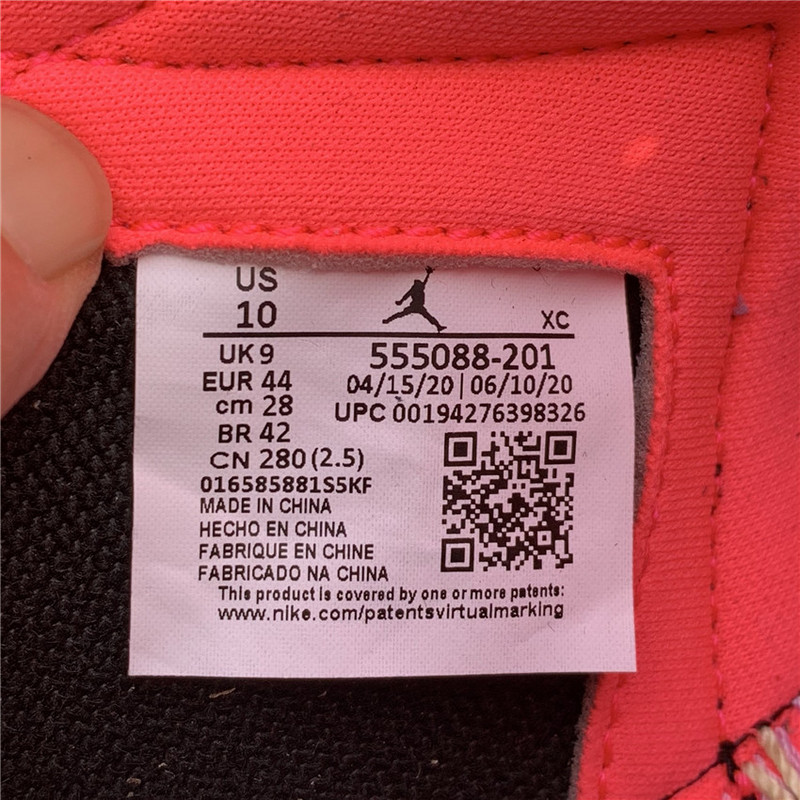 US
10
XC
UK 9
EUR 44
cm 28
BR 42
CN 280 (2.5)
016585881S5KF
555088-201
04/15/20 | 06/10/20
UPC 00194276398326
MADE IN CHINA
HECHO EN CHINA
FABRIQUE EN CHINE
FABRICADO NA CHINA
This product is covered by one or more patents:
www.nike.com/patentsvirtualmarking